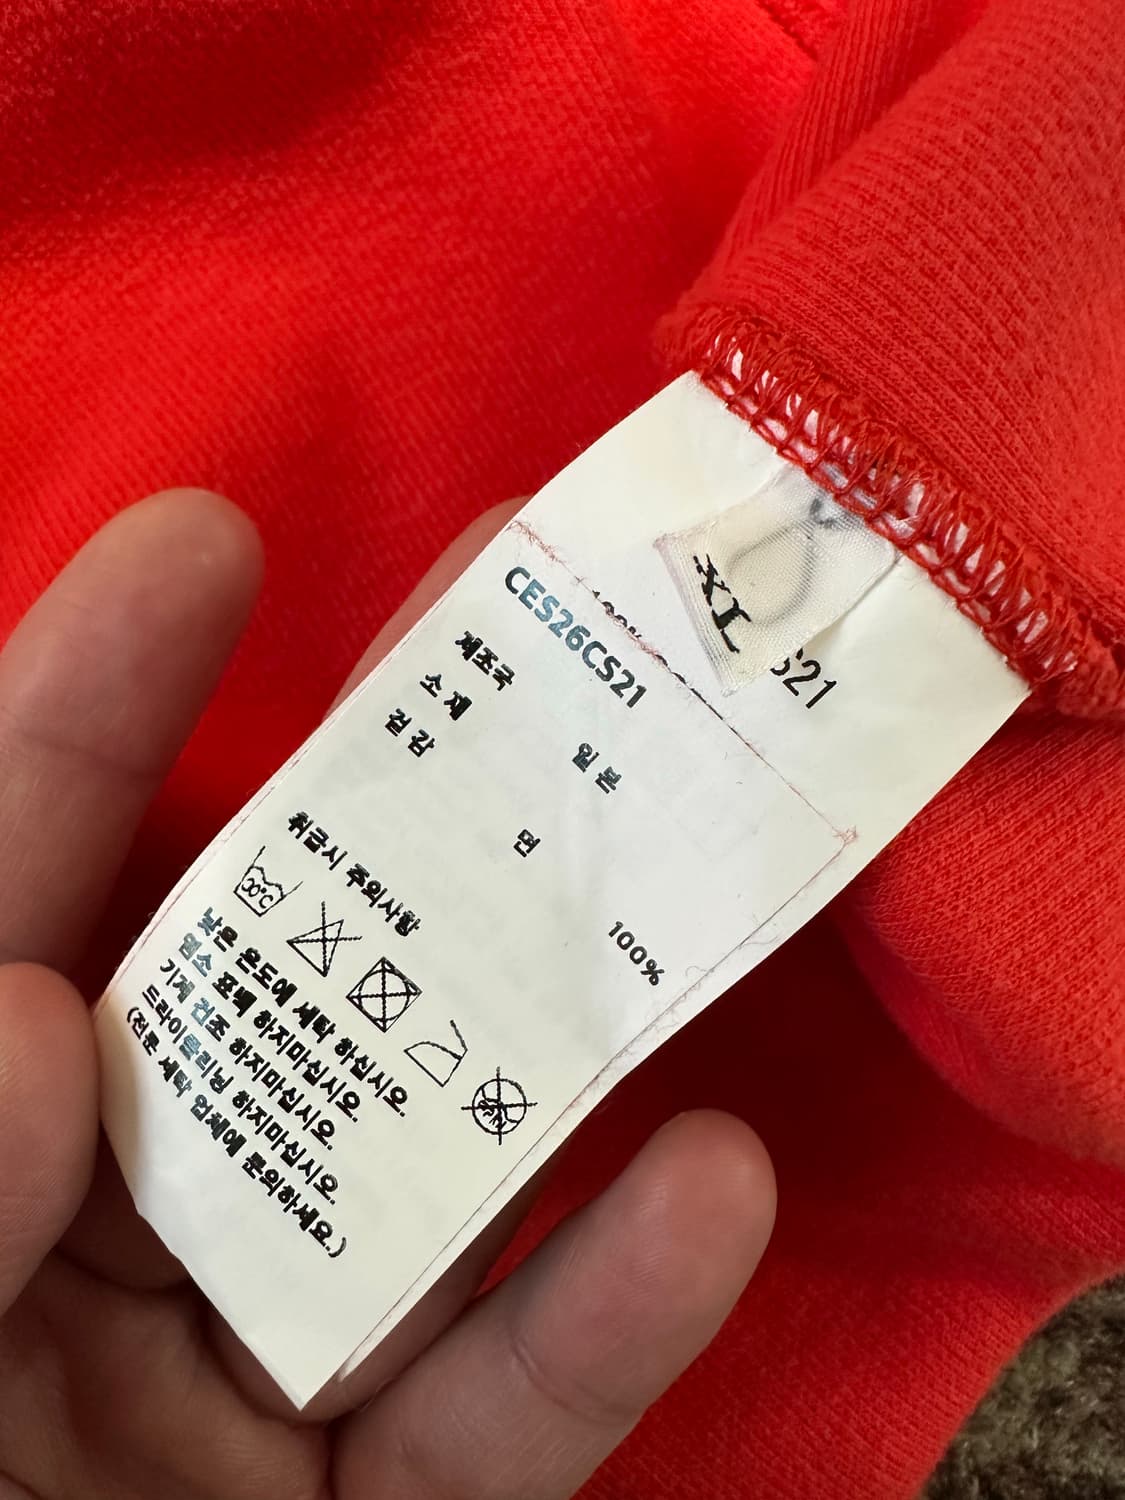 XL
S21
CES26CS21
제조국 일본
소재
겉감 면 100%
취급시 주의사항
30°C
낮은 온도에 세탁 하십시오.
염소 표백 하지마십시오.
기계 건조 하지마십시오.
드라이클리닝 하지마십시오.
(전문 세탁 업체에 문의하세요.)